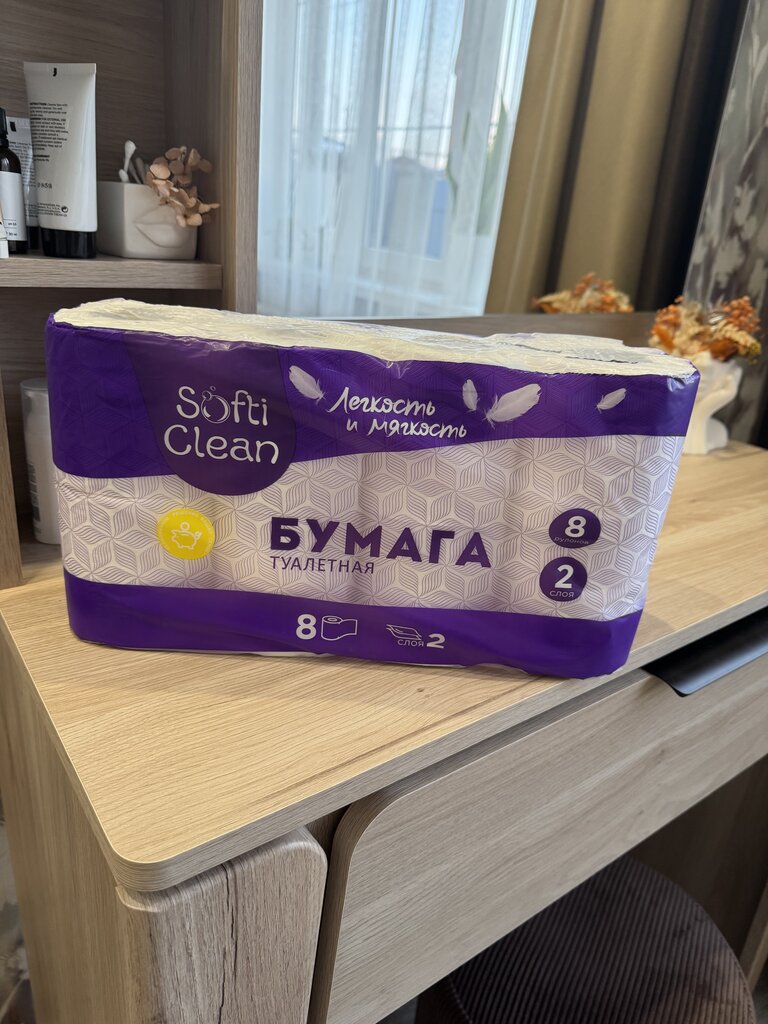 Softi
Clean
Легкость
и мягкость
БУМАГА
ТУАЛЕТНАЯ
8
рулонов
2
слоя
8
слоя 2